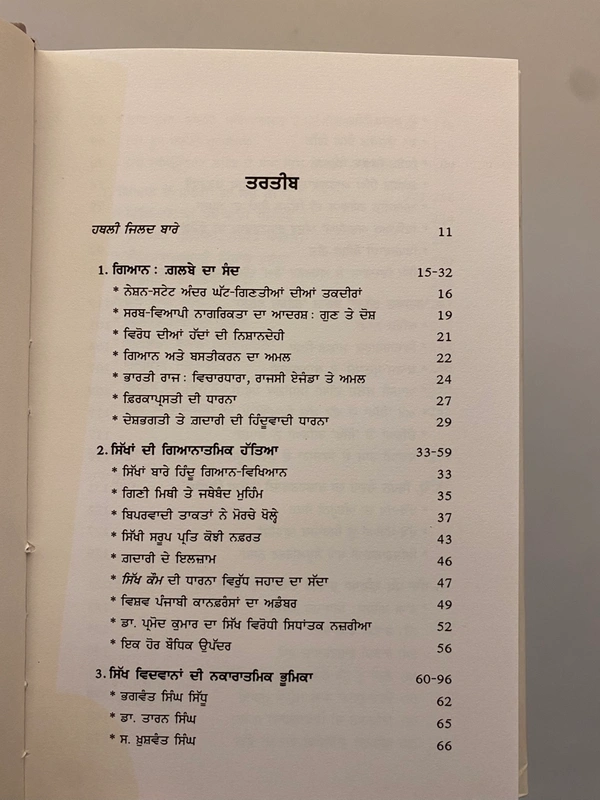 ਤਰਤੀਬ
ਹਥਲੀ ਜਿਲਦ ਬਾਰੇ 11
1. ਗਿਆਨ : ਗ਼ਲਬੇ ਦਾ ਸੰਦ 15-32
* ਨੇਸ਼ਨ-ਸਟੇਟ ਅੰਦਰ ਘੱਟ-ਗਿਣਤੀਆਂ ਦੀਆਂ ਤਕਦੀਰਾਂ 16
* ਸਰਬ-ਵਿਆਪੀ ਨਾਗਰਿਕਤਾ ਦਾ ਆਦਰਸ਼ : ਗੁਣ ਤੇ ਦੋਸ਼ 19
* ਵਿਰੋਧ ਦੀਆਂ ਹੱਦਾਂ ਦੀ ਨਿਸ਼ਾਨਦੇਹੀ 21
* ਗਿਆਨ ਅਤੇ ਬਸਤੀਕਰਨ ਦਾ ਅਮਲ 22
* ਭਾਰਤੀ ਰਾਜ : ਵਿਚਾਰਧਾਰਾ, ਰਾਜਸੀ ਏਜੰਡਾ ਤੇ ਅਮਲ 24
* ਫ਼ਿਰਕਾਪ੍ਰਸਤੀ ਦੀ ਧਾਰਨਾ 27
* ਦੇਸ਼ਭਗਤੀ ਤੇ ਗ਼ਦਾਰੀ ਦੀ ਹਿੰਦੂਵਾਦੀ ਧਾਰਨਾ 29
2. ਸਿੱਖਾਂ ਦੀ ਗਿਆਨਾਤਮਿਕ ਹੱਤਿਆ 33-59
* ਸਿੱਖਾਂ ਬਾਰੇ ਹਿੰਦੂ ਗਿਆਨ-ਵਿਖਿਆਨ 33
* ਗਿਣੀ ਮਿਥੀ ਤੇ ਜਥੇਬੰਦ ਮੁਹਿੰਮ 35
* ਬਿਪਰਵਾਦੀ ਤਾਕਤਾਂ ਨੇ ਮੋਰਚੇ ਖੋਲ੍ਹੇ 37
* ਸਿੱਖੀ ਸਰੂਪ ਪ੍ਰਤਿ ਕੋਝੀ ਨਫ਼ਰਤ 43
* ਗ਼ਦਾਰੀ ਦੇ ਇਲਜ਼ਾਮ 46
* ਸਿੱਖ ਕੌਮ ਦੀ ਧਾਰਨਾ ਵਿਰੁੱਧ ਜਹਾਦ ਦਾ ਸੱਦਾ 47
* ਵਿਸ਼ਵ ਪੰਜਾਬੀ ਕਾਨਫ਼ਰੰਸਾਂ ਦਾ ਅਡੰਬਰ 49
* ਡਾ. ਪ੍ਰਮੋਦ ਕੁਮਾਰ ਦਾ ਸਿੱਖ ਵਿਰੋਧੀ ਸਿਧਾਂਤਕ ਨਜ਼ਰੀਆ 52
* ਇਕ ਹੋਰ ਬੌਧਿਕ ਉਪੱਦਰ 56
3. ਸਿੱਖ ਵਿਦਵਾਨਾਂ ਦੀ ਨਕਾਰਾਤਮਿਕ ਭੂਮਿਕਾ 60-96
* ਭਗਵੰਤ ਸਿੰਘ ਸਿੱਧੂ 62
* ਡਾ. ਤਾਰਨ ਸਿੰਘ 65
* ਸ. ਖ਼ੁਸ਼ਵੰਤ ਸਿੰਘ 66